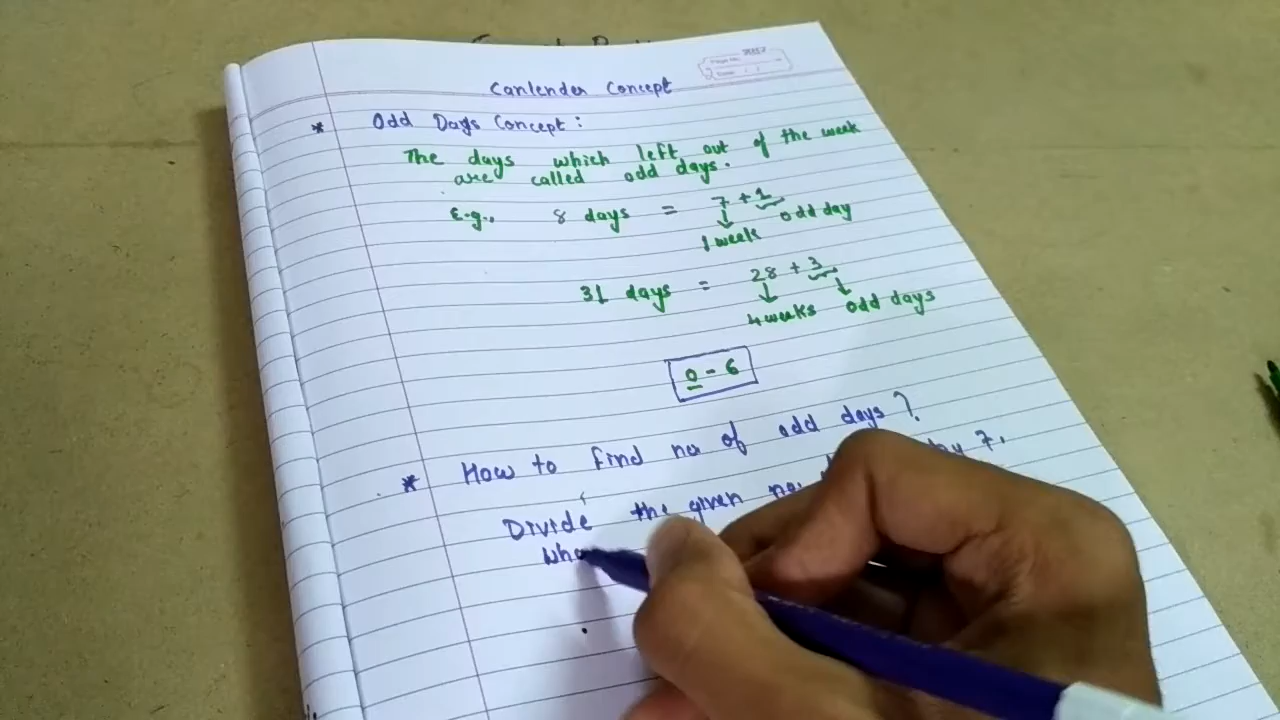 Canlender Concept
* Odd Days Concept :
The days which left out of the week
are called odd days.
E.g., 8 days = 7 + 1
1 week odd day
31 days = 28 + 3
4 weeks odd days
0 - 6
* How to find no. of odd days ?
Divide the given no. by 7.